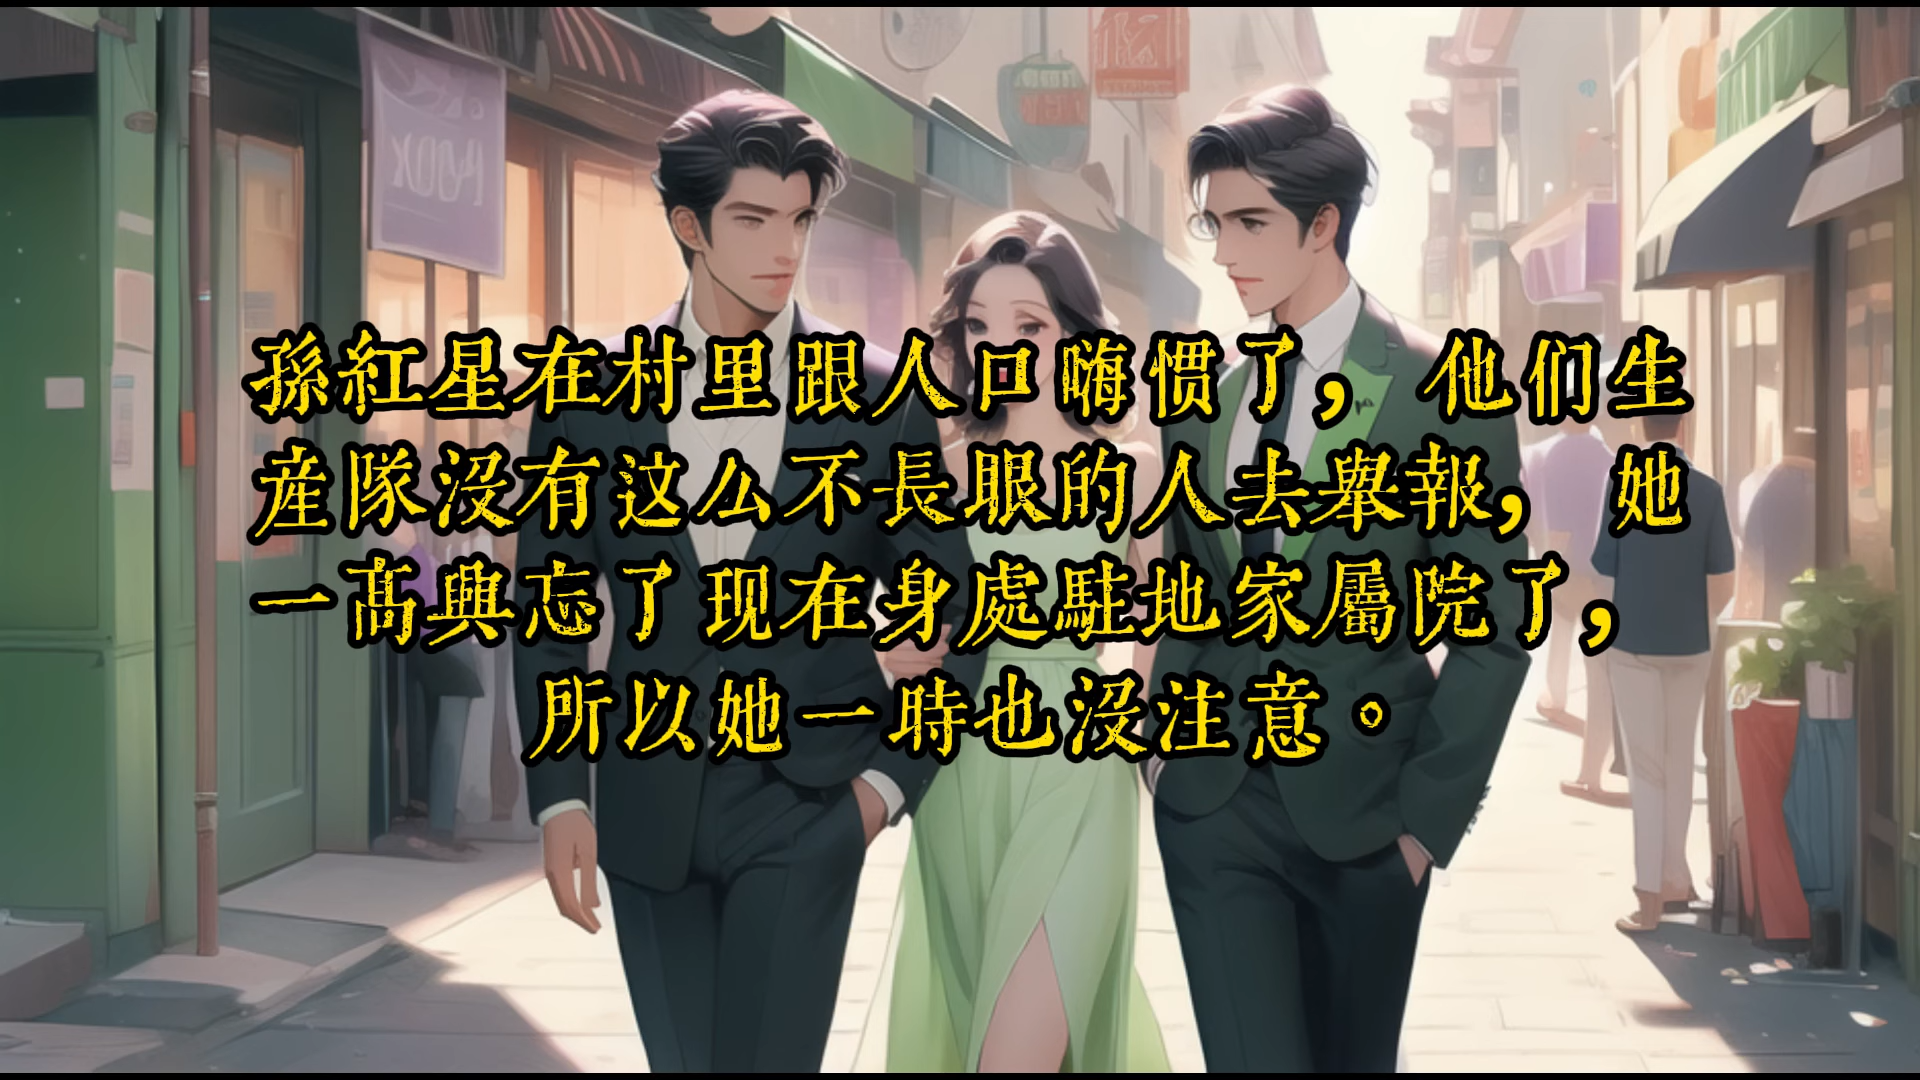 孫紅星在村里跟人口嗨惯了，他们生
産隊沒有这么不長眼的人去舉報，她
一高興忘了现在身處駐地家屬院了，
所以她一時也沒注意。